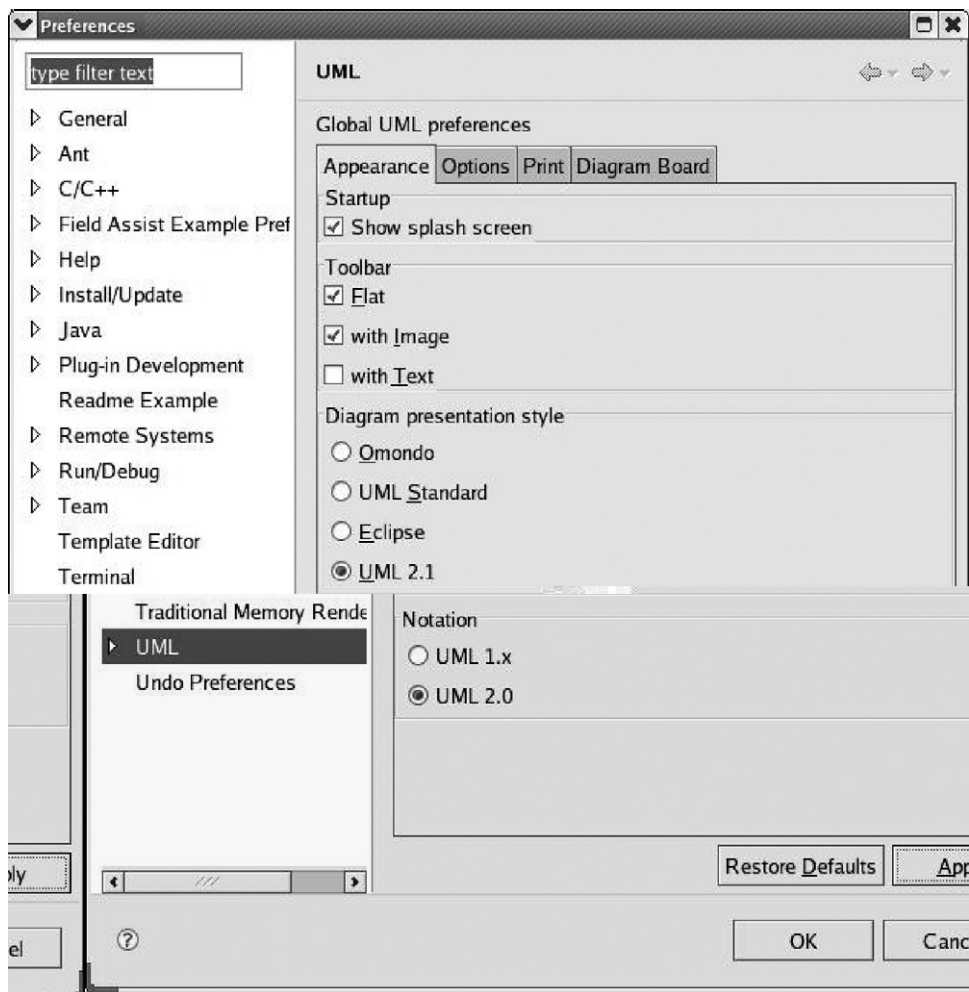 Preferences
type filter text
General
Ant
C/C++
Field Assist Example Pref
Help
Install/Update
Java
Plug-in Development
Readme Example
Remote Systems
Run/Debug
Team
Template Editor
Terminal
UML
Global UML preferences
Appearance Options Print Diagram Board
Startup
Show splash screen
Toolbar
Flat
with Image
with Text
Diagram presentation style
Omondo
UML Standard
Eclipse
UML 2.1
Traditional Memory Rende
UML
Undo Preferences
Notation
UML 1.x
UML 2.0
ply
Restore Defaults
App
el
OK
Canc